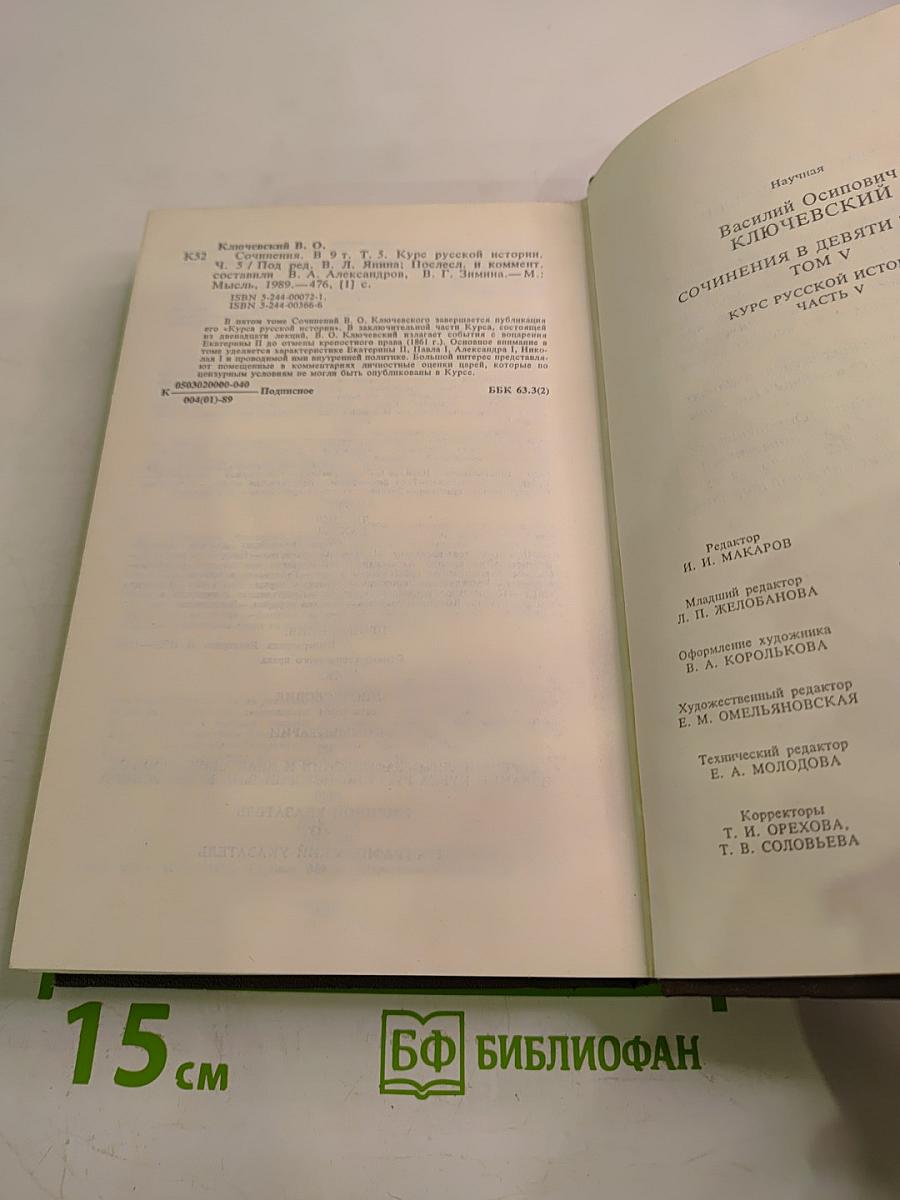 Ключевский В. О.
К52 Сочинения. В 9 т. Т. 5. Курс русской истории.
Ч. 5 / Под ред. В. Л. Янина; Послесл. и коммент.
составили В. А. Александров, В. Г. Зимина.— М.:
Мысль, 1989.— 476, [1] с.
ISBN 5-244-00072-1.
ISBN 5-244-00366-6
В пятом томе Сочинений В. О. Ключевского завершается публикация
его «Курса русской истории». В заключительной части Курса, состоящей
из двенадцати лекций, В. О. Ключевский излагает события с воцарения
Екатерины II до отмены крепостного права (1861 г.). Основное внимание в
томе уделяется характеристике Екатерины II, Павла I, Александра I, Нико-
лая I и проводимой ими внутренней политике. Большой интерес представля-
ют помещенные в комментариях личностные оценки царей, которые по
цензурным условиям не могли быть опубликованы в Курсе.
К 0503020000-040 Подписное ББК 63.3(2)
004(01)-89
Научная
Василий Осипович
КЛЮЧЕВСКИЙ
СОЧИНЕНИЯ В ДЕВЯТИ
ТОМ V
КУРС РУССКОЙ ИСТО
ЧАСТЬ V
Редактор
И. И. МАКАРОВ
Младший редактор
Л. П. ЖЕЛОБАНОВА
Оформление художника
В. А. КОРОЛЬКОВА
Художественный редактор
Е. М. ОМЕЛЬЯНОВСКАЯ
Технический редактор
Е. А. МОЛОДОВА
Корректоры
Т. И. ОРЕХОВА,
Т. В. СОЛОВЬЕВА
15 см
БФ БИБЛИОФАН